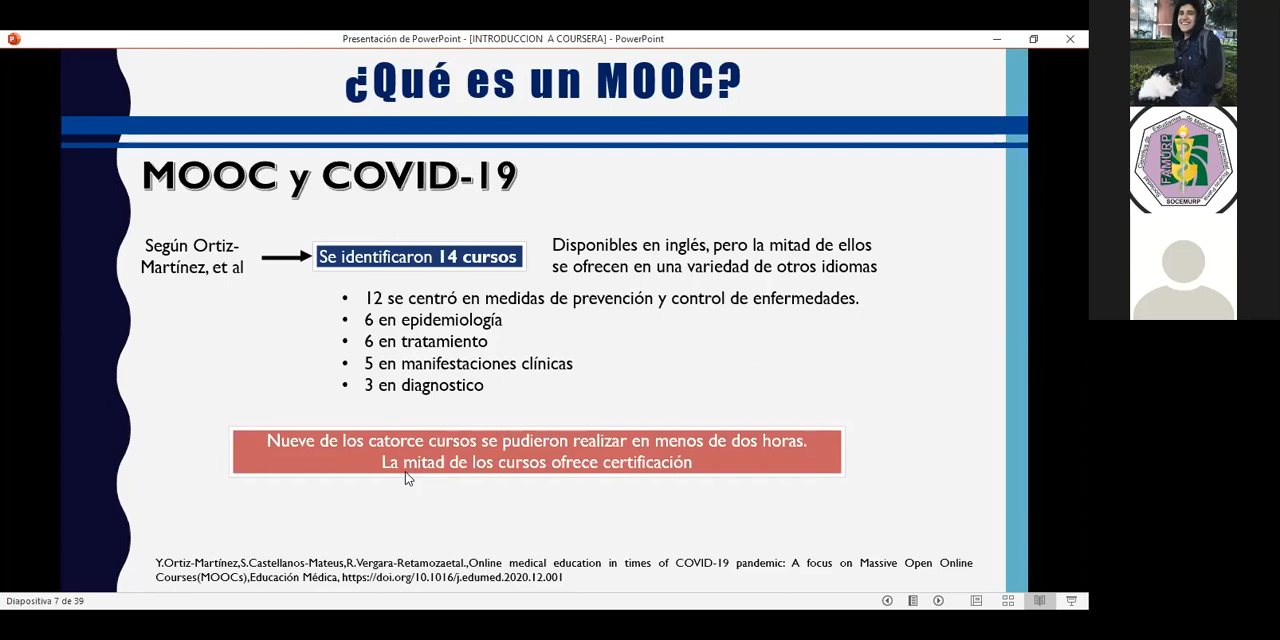 Presentación de PowerPoint - [INTRODUCCION A COURSERA] - PowerPoint
¿Qué es un MOOC?
MOOC y COVID-19
Según Ortiz-
Martínez, et al
Se identificaron 14 cursos
Disponibles en inglés, pero la mitad de ellos
se ofrecen en una variedad de otros idiomas
• 12 se centró en medidas de prevención y control de enfermedades.
• 6 en epidemiología
• 6 en tratamiento
• 5 en manifestaciones clínicas
• 3 en diagnostico
Nueve de los catorce cursos se pudieron realizar en menos de dos horas.
La mitad de los cursos ofrece certificación
Y.Ortiz-Martínez,S.Castellanos-Mateus,R.Vergara-Retamozaetal.,Online medical education in times of COVID-19 pandemic: A focus on Massive Open Online
Courses(MOOCs),Educación Médica, https://doi.org/10.1016/j.edumed.2020.12.001
Diapositiva 7 de 39
FAMURP
SOCEMURP